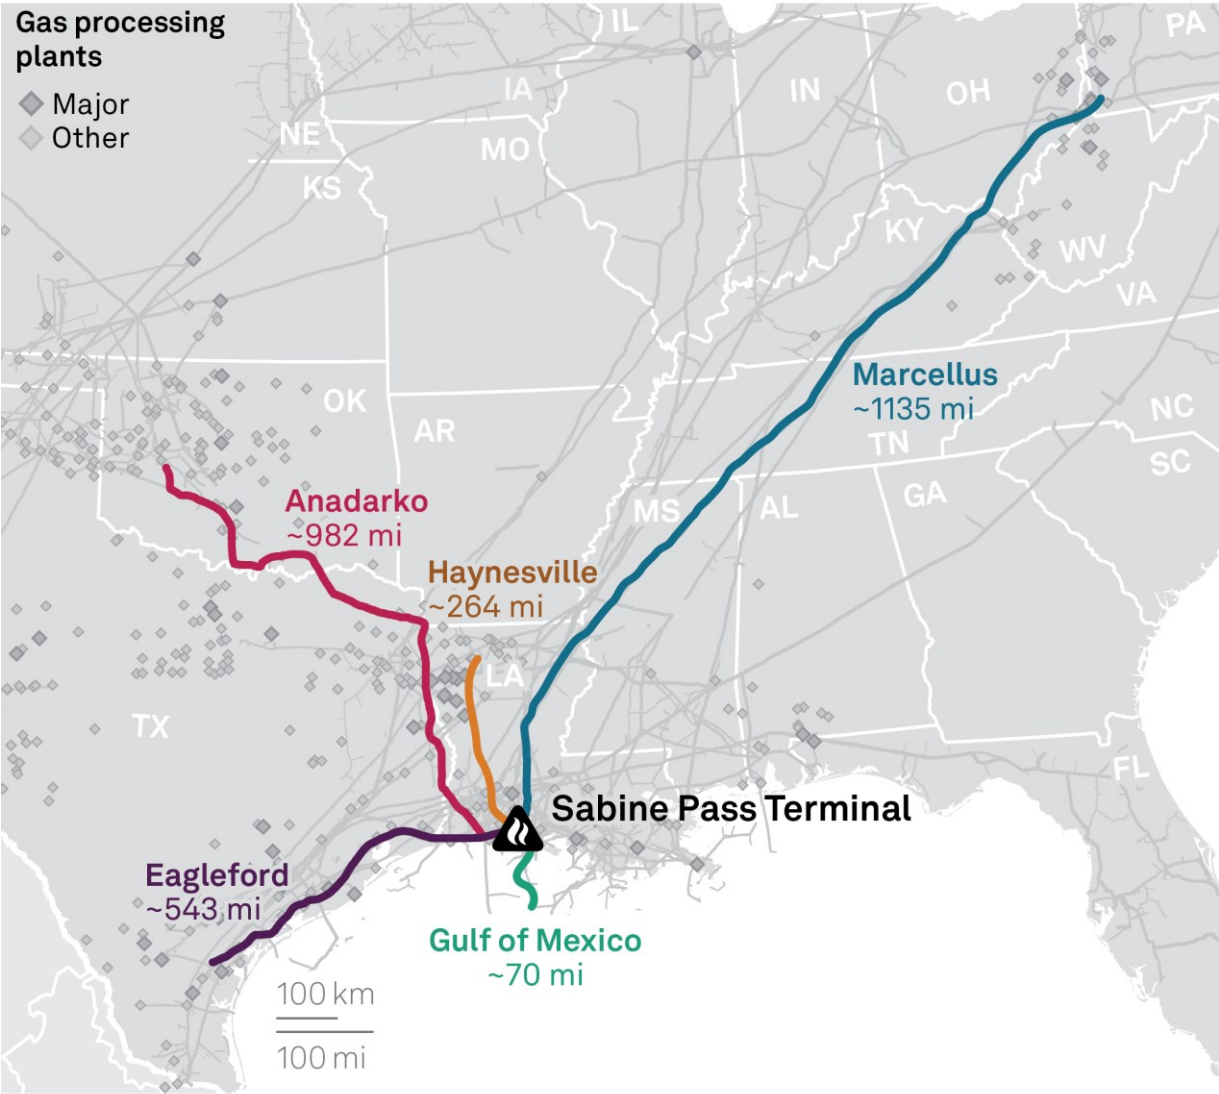 Gas processing
plants
Major
Other
IL
PA
IA
IN
OH
NE
MO
KS
KY
WV
VA
Marcellus
~1135 mi
OK
AR
NC
TN
SC
Anadarko
~982 mi
MS
AL
GA
Haynesville
~264 mi
LA
TX
FL
Sabine Pass Terminal
Eagleford
~543 mi
Gulf of Mexico
~70 mi
100 km
100 mi